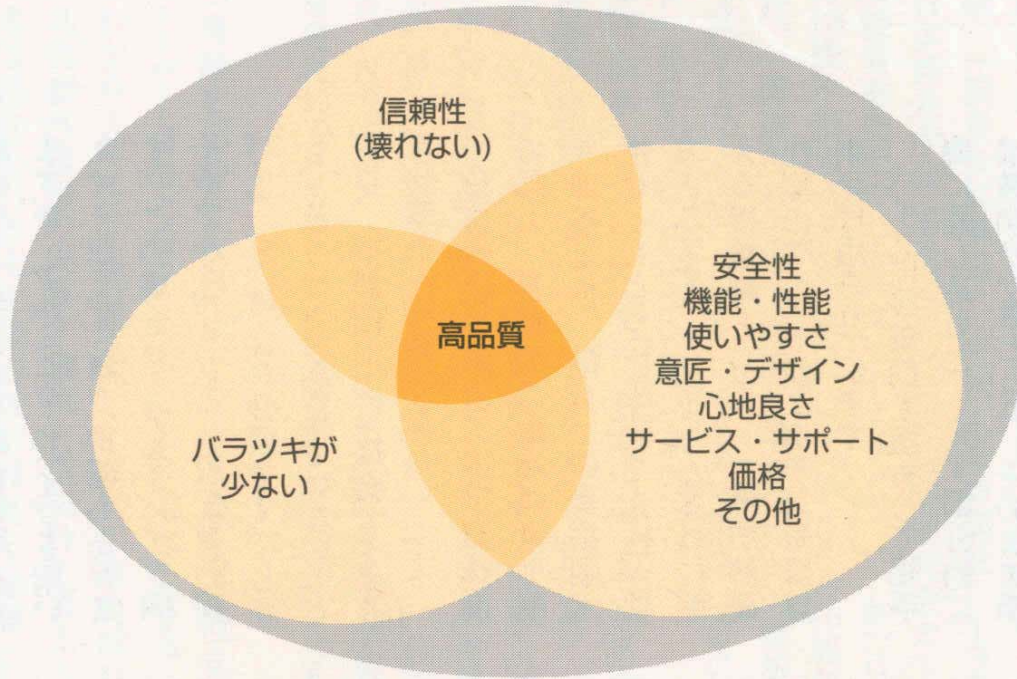 信頼性
(壊れない)
高品質
バラツキが
少ない
安全性
機能・性能
使いやすさ
意匠・デザイン
心地良さ
サービス・サポート
価格
その他